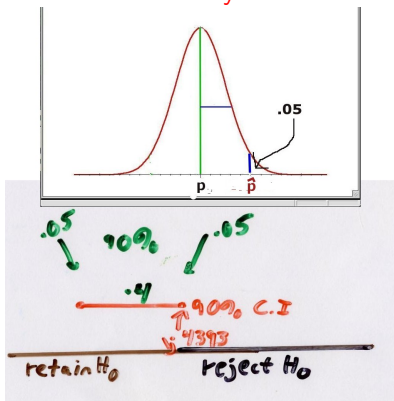 .05
p
p̂
.05
90%
.05
.4
90% C.I
.4393
retain H₀
reject H₀